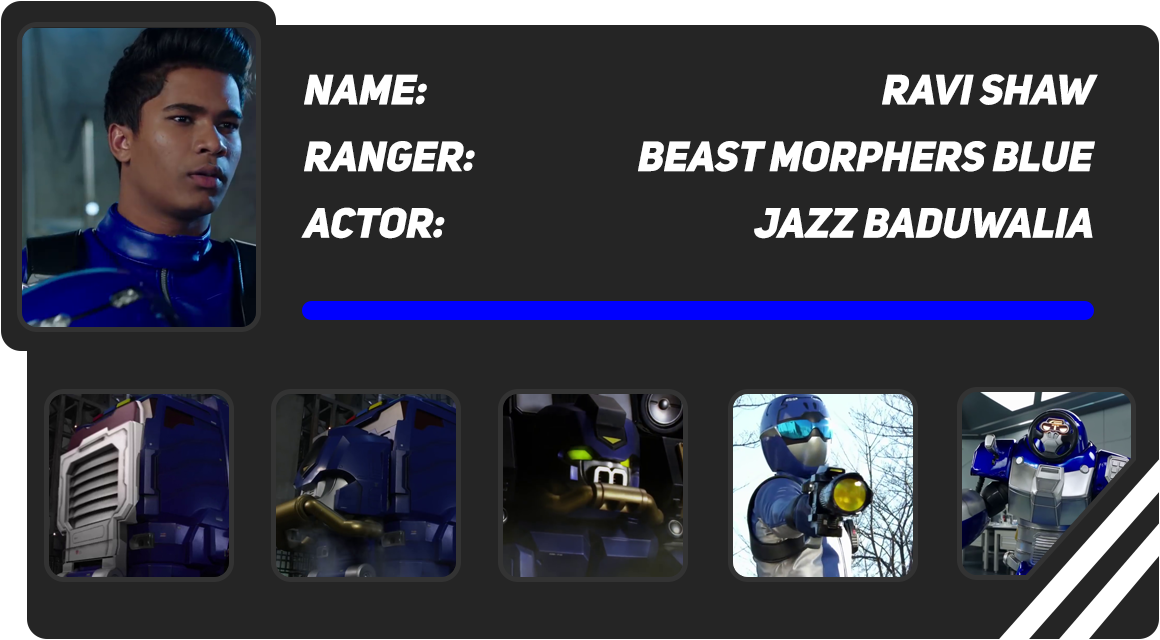 NAME: RAVI SHAW
RANGER: BEAST MORPHERS BLUE
ACTOR: JAZZ BADUWALIA